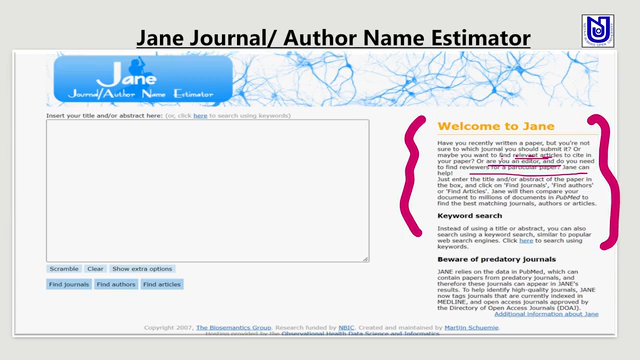 Jane Journal/ Author Name Estimator
Jane
Journal/Author Name Estimator
Insert your title and/or abstract here: (or, click here to search using keywords)
Scramble Clear Show extra options
Find journals Find authors Find articles
Welcome to Jane
Have you recently written a paper, but you're not
sure to which journal you should submit it? Or
maybe you want to find relevant articles to cite in
your paper? Or are you an editor, and do you need
to find reviewers for a particular paper? Jane can
help!
Just enter the title and/or abstract of the paper in
the box, and click on 'Find journals', 'Find authors'
or 'Find Articles'. Jane will then compare your
document to millions of documents in PubMed to
find the best matching journals, authors or articles.
Keyword search
Instead of using a title or abstract, you can also
search using a keyword search, similar to popular
web search engines. Click here to search using
keywords.
Beware of predatory journals
JANE relies on the data in PubMed, which can
contain papers from predatory journals, and
therefore these journals can appear in JANE's
results. To help identify high-quality journals, JANE
now tags journals that are currently indexed in
MEDLINE, and open access journals approved by
the Directory of Open Access Journals (DOAJ).
Additional information about Jane
Copyright 2007, The Biosemantics Group. Research funded by NBIC. Created and maintained by Martijn Schuemie.
Hosting provided by the Observational Health Data Science and Informatics